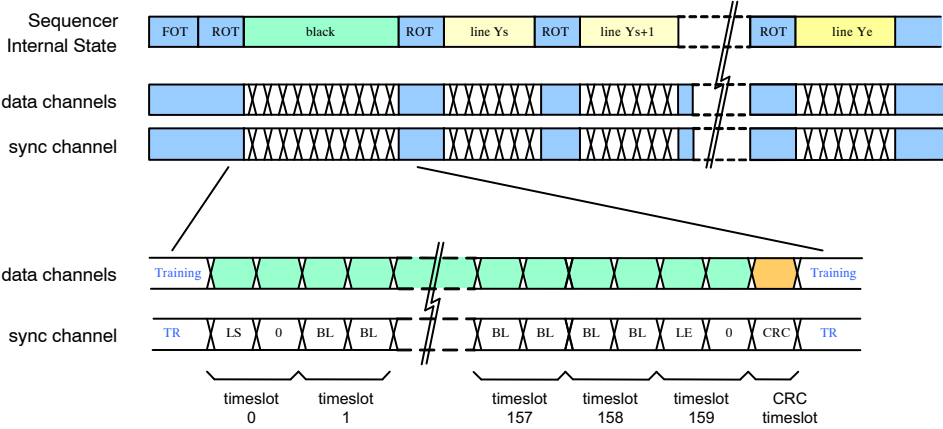 Sequencer
Internal State
FOT ROT black ROT line Ys ROT line Ys+1 ROT line Ye
data channels
sync channel
data channels Training Training
sync channel TR LS 0 BL BL BL BL BL BL LE 0 CRC TR
timeslot timeslot timeslot timeslot timeslot CRC
0 1 157 158 159 timeslot